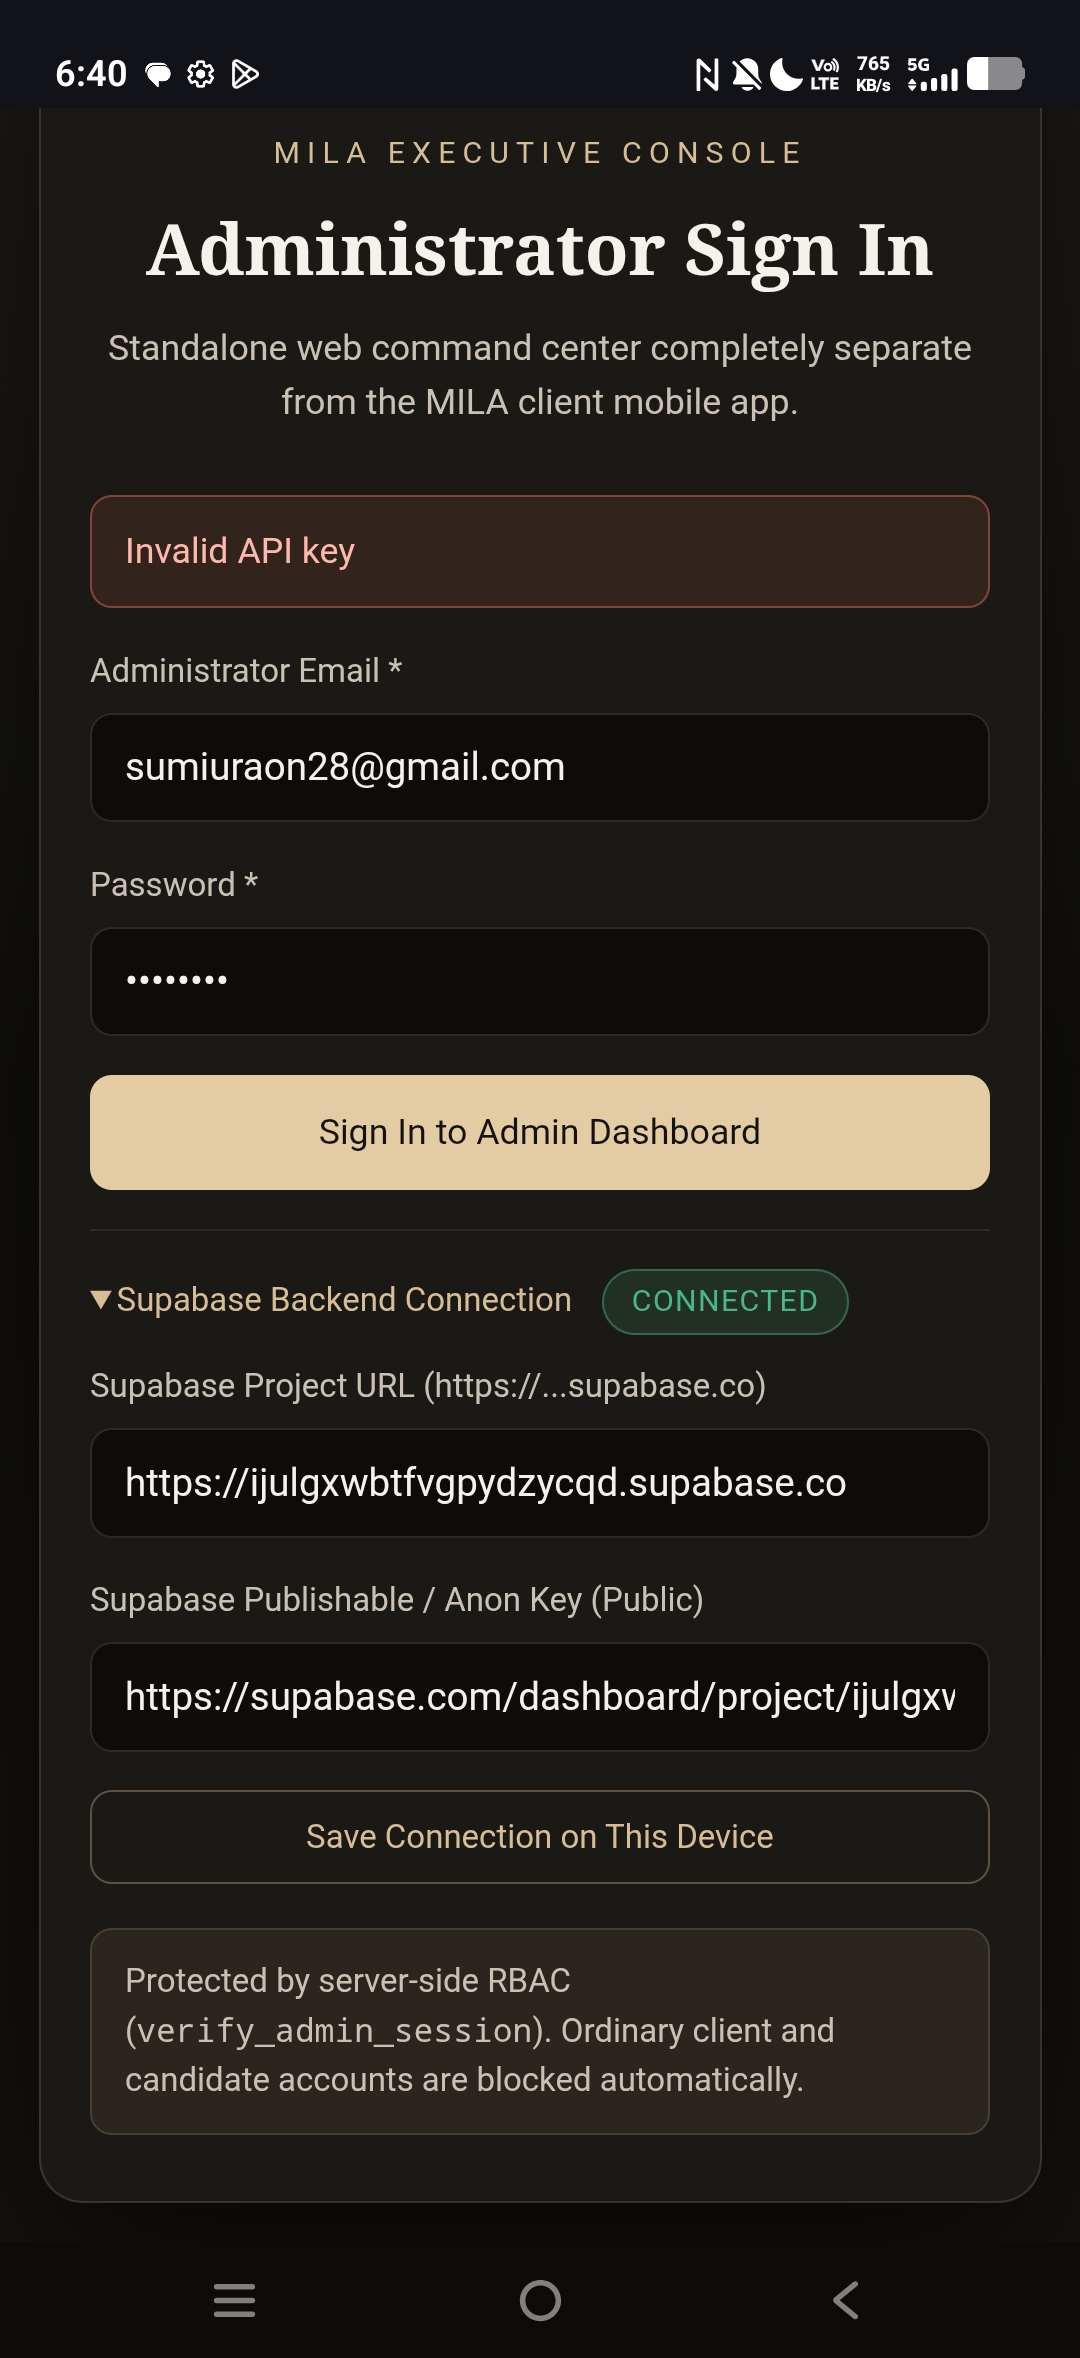 6:40
Vo) LTE
765 KB/s
5G
MILA EXECUTIVE CONSOLE
Administrator Sign In
Standalone web command center completely separate
from the MILA client mobile app.
Invalid API key
Administrator Email *
sumiuraon28@gmail.com
Password *
••••••••
Sign In to Admin Dashboard
▼Supabase Backend Connection CONNECTED
Supabase Project URL (https://...supabase.co)
https://ijulgxwbtfvgpydzycqd.supabase.co
Supabase Publishable / Anon Key (Public)
https://supabase.com/dashboard/project/ijulgxw
Save Connection on This Device
Protected by server-side RBAC
(verify_admin_session). Ordinary client and
candidate accounts are blocked automatically.